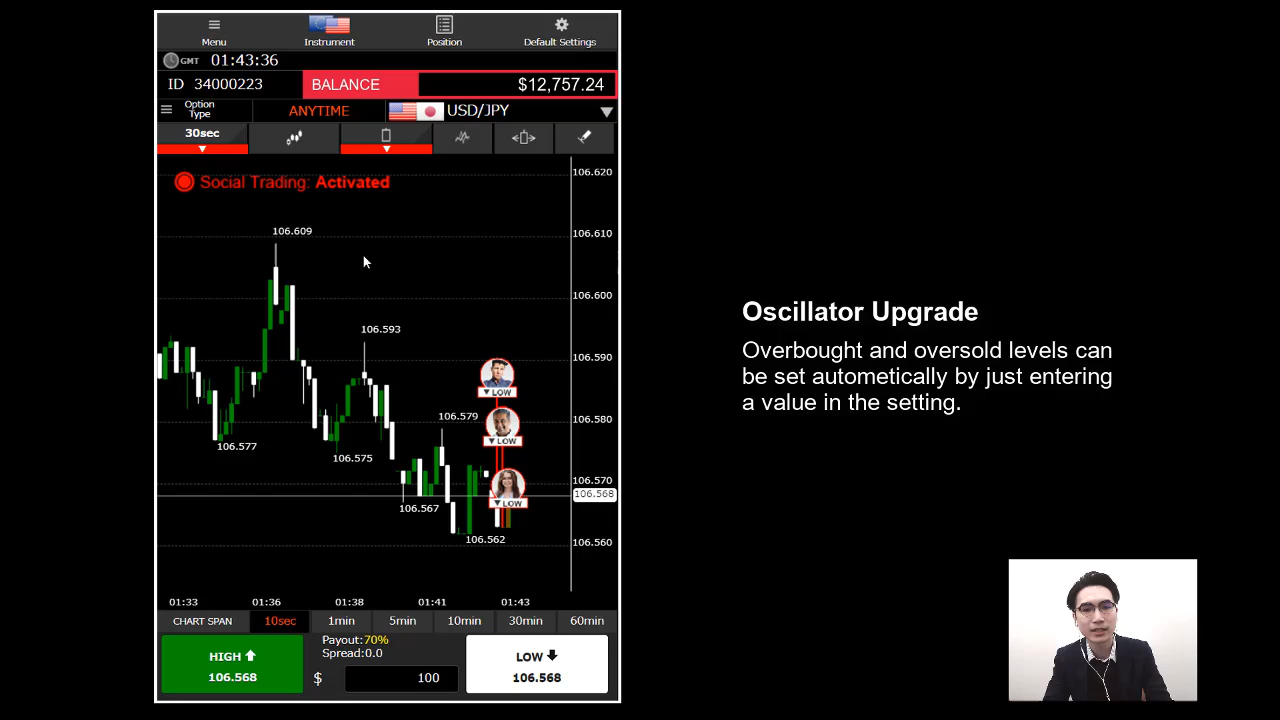 Menu
Instrument
Position
Default Settings
GMT 01:43:36
ID 34000223
BALANCE
$12,757.24
Option
Type
ANYTIME
USD/JPY
30sec
Social Trading: Activated
106.620
106.609
106.610
106.600
106.593
106.590
LOW
106.579
106.580
LOW
106.577
106.575
106.570
LOW
106.568
106.567
106.562
106.560
01:33
01:36
01:38
01:41
01:43
CHART SPAN
10sec
1min
5min
10min
30min
60min
HIGH
106.568
Payout:70%
Spread:0.0
$
100
LOW
106.568
Oscillator Upgrade
Overbought and oversold levels can
be set autometically by just entering
a value in the setting.